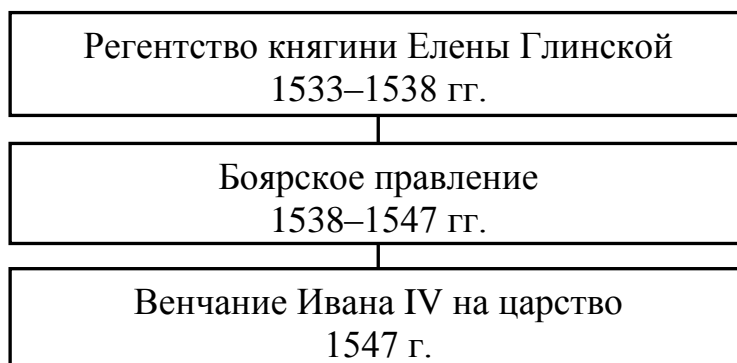 Регентство княгини Елены Глинской
1533–1538 гг.
Боярское правление
1538–1547 гг.
Венчание Ивана IV на царство
1547 г.